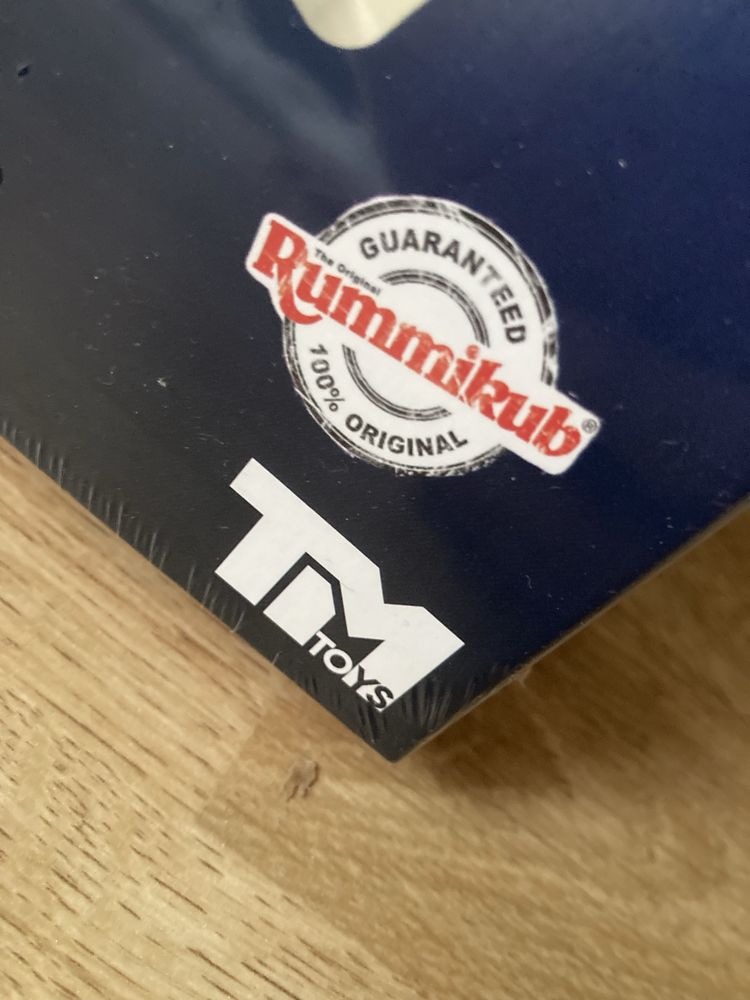 GUARANTEED
The Original
Rummikub®
100% ORIGINAL
TM
TOYS